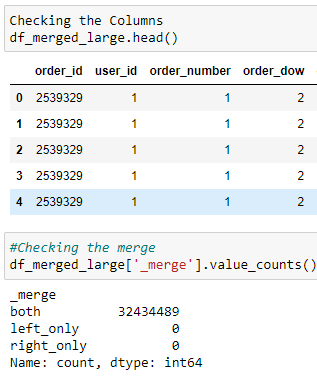 Checking the Columns
df_merged_large.head()
order_id user_id order_number order_dow
0 2539329 1 1 2
1 2539329 1 1 2
2 2539329 1 1 2
3 2539329 1 1 2
4 2539329 1 1 2
#Checking the merge
df_merged_large['_merge'].value_counts()
_merge
both 32434489
left_only 0
right_only 0
Name: count, dtype: int64